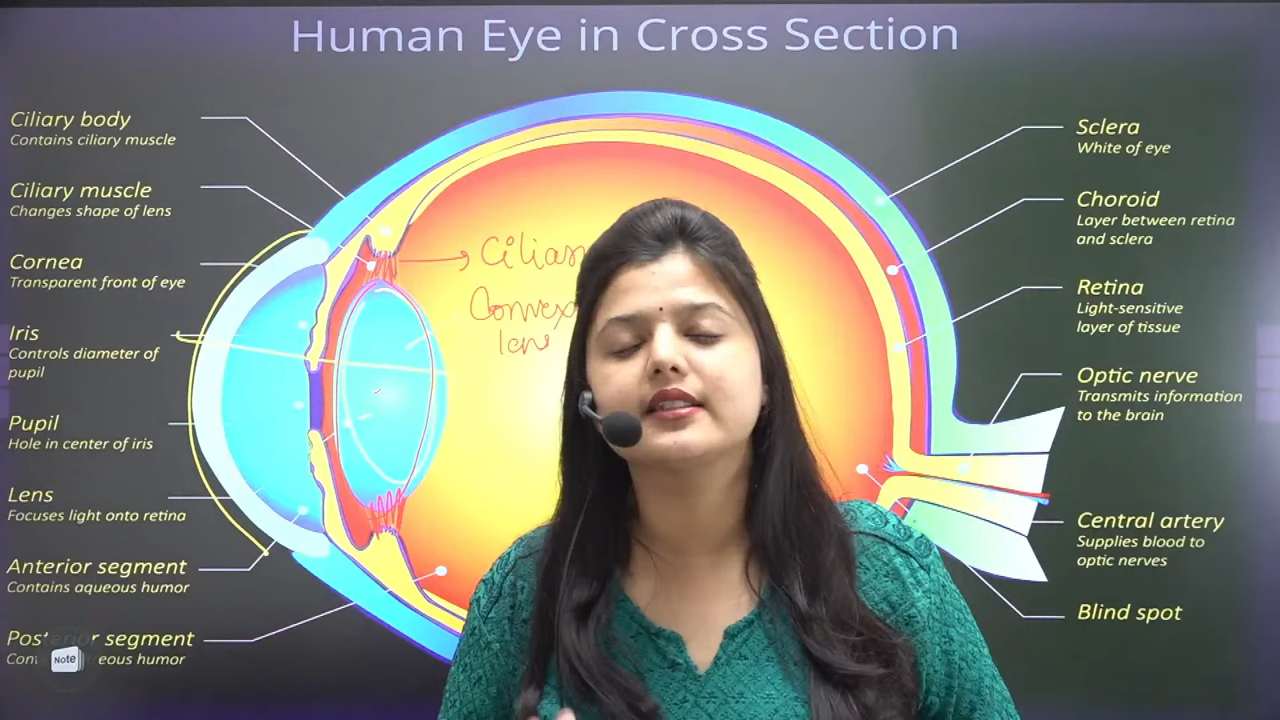 Human Eye in Cross Section
Ciliary body
Contains ciliary muscle
Ciliary muscle
Changes shape of lens
Cornea
Transparent front of eye
Iris
Controls diameter of
pupil
Pupil
Hole in center of iris
Lens
Focuses light onto retina
Anterior segment
Contains aqueous humor
segment
humor
Note
Convex
lens
Sclera
White of eye
Choroid
Layer between retina
and sclera
Retina
Light-sensitive
layer of tissue
Optic nerve
Transmits information
to the brain
Central artery
Supplies blood to
optic nerves
Blind spot